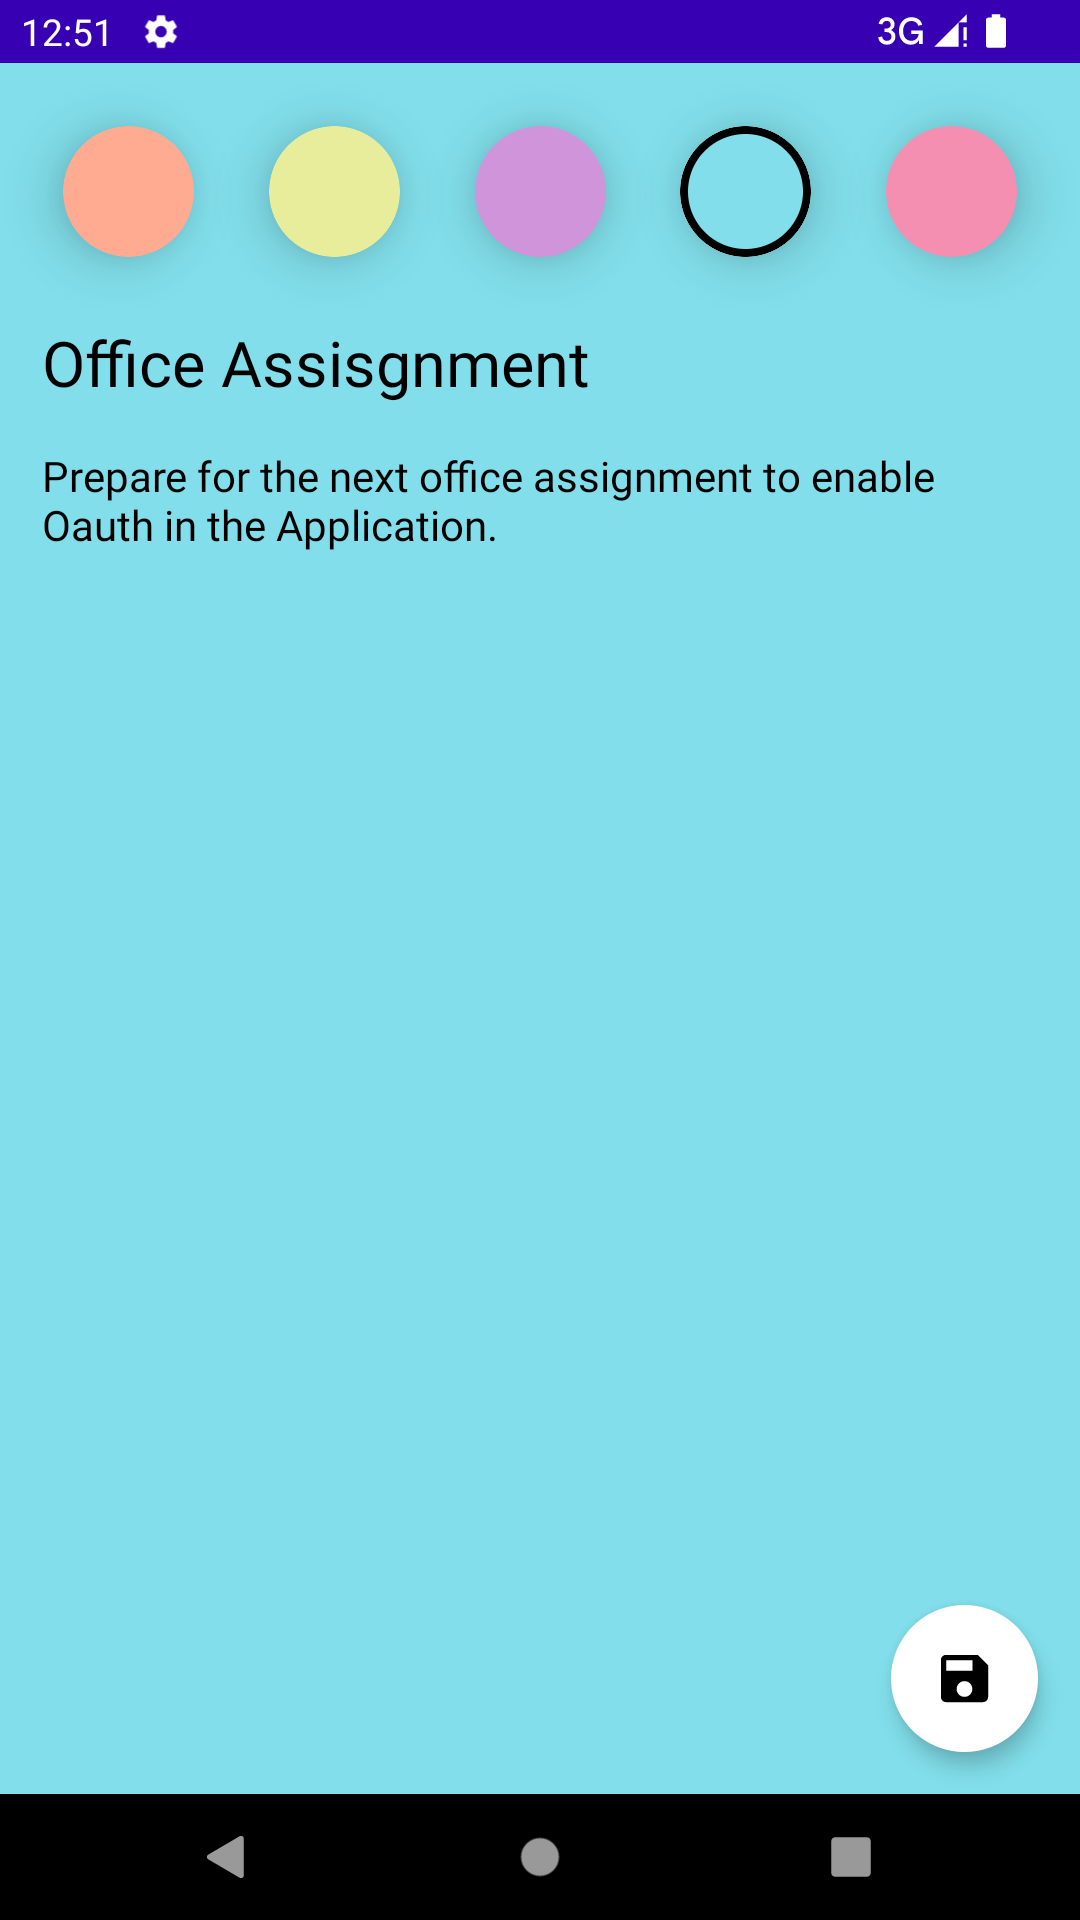 12:51
3G
Office Assisgnment
Prepare for the next office assignment to enable
Oauth in the Application.